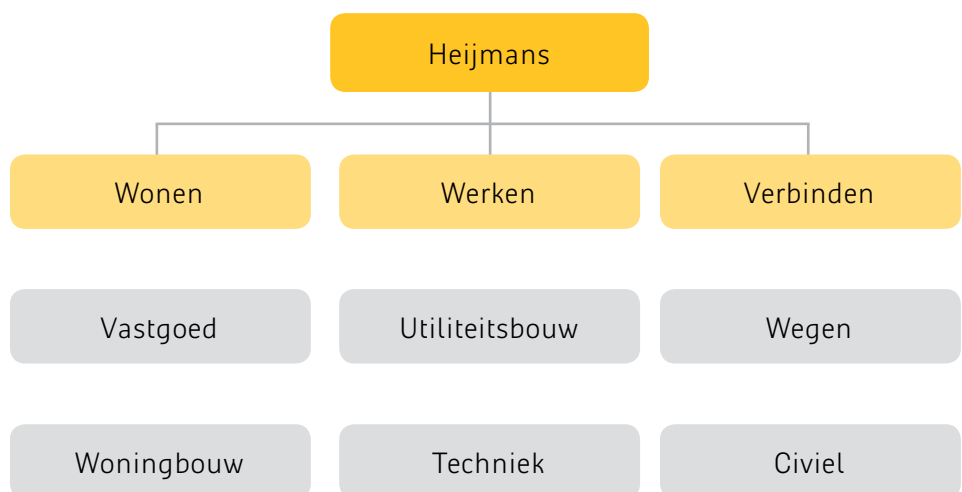 Heijmans
Wonen
Werken
Verbinden
Vastgoed
Utiliteitsbouw
Wegen
Woningbouw
Techniek
Civiel